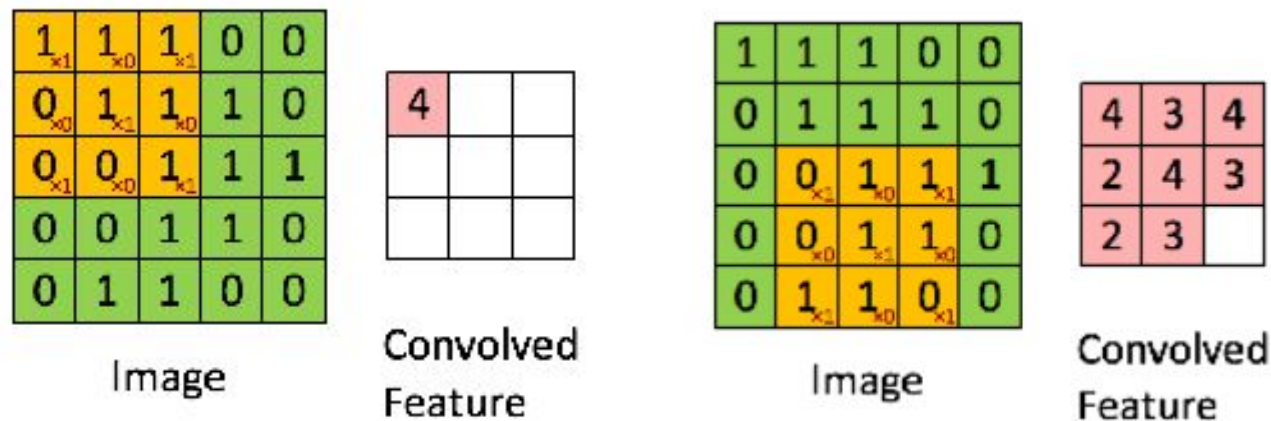 1×1 1×0 1×1 0 0
0×0 1×1 1×0 1 0
0×1 0×0 1×1 1 1
0 0 1 1 0
0 1 1 0 0
Image
4
Convolved
Feature
1 1 1 0 0
0 1 1 1 0
0 0×1 1×0 1×1 1
0 0×0 1×1 1×0 0
0 1×1 1×0 0×1 0
Image
4 3 4
2 4 3
2 3
Convolved
Feature